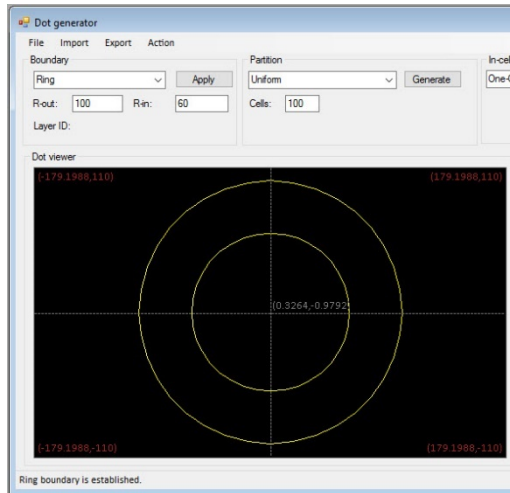 Dot generator
File Import Export Action
Boundary
Ring Apply
R-out: 100 R-in: 60
Layer ID:
Partition
Uniform Generate
Cells: 100
In-cel
One-
Dot viewer
(-179.1988,110) (179.1988,110)
(0.3264,-0.9792)
(-179.1988,-110) (179.1988,-110)
Ring boundary is established.